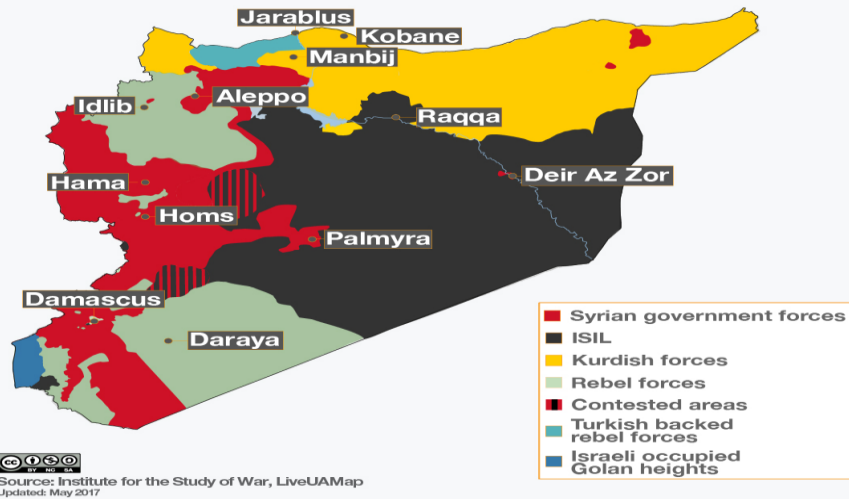 Jarablus
Kobane
Manbij
Idlib
Aleppo
Raqqa
Deir Az Zor
Hama
Homs
Palmyra
Damascus
Daraya
Syrian government forces
ISIL
Kurdish forces
Rebel forces
Contested areas
Turkish backed
rebel forces
Israeli occupied
Golan heights
cc
BY NC SA
Source: Institute for the Study of War, LiveUAMap
Updated: May 2017